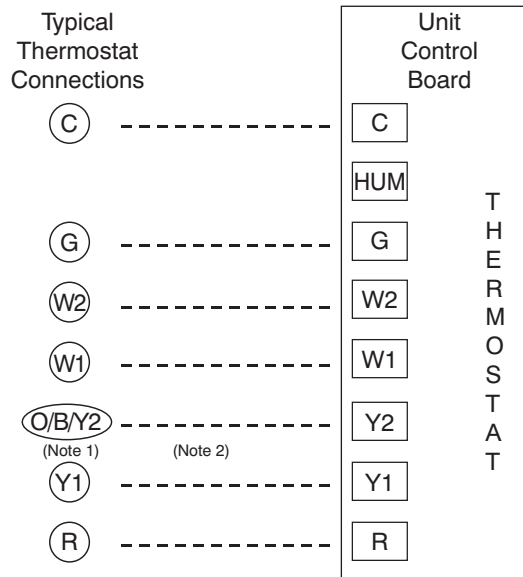 Typical
Thermostat
Connections
Unit
Control
Board
C
C
HUM
G
G
W2
W2
W1
W1
O/B/Y2
Y2
(Note 1)
(Note 2)
Y1
Y1
R
R
THERMOSTAT